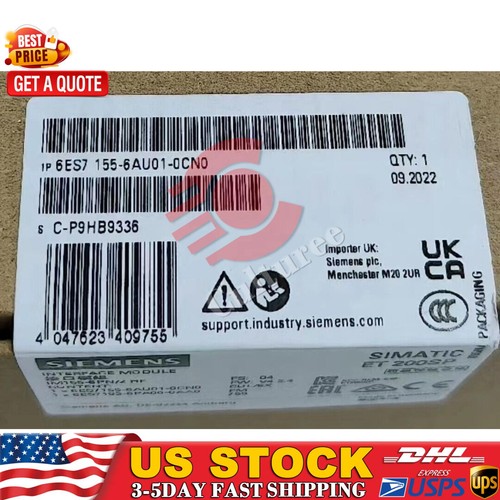 BEST
PRICE
GET A QUOTE
1P 6ES7 155-6AU01-0CN0
QTY: 1
09.2022
S C-P9HB9336
Importer UK:
Siemens plc,
Manchester M20 2UR
UK
CA
CCC
PACKAGING
support.industry.siemens.com
4 047623 409755
SIEMENS
INTERFACE MODULE
SIMATIC
ET 200SP
US STOCK
3-5DAY FAST SHIPPING
DHL
EXPRESS
USPS
ups